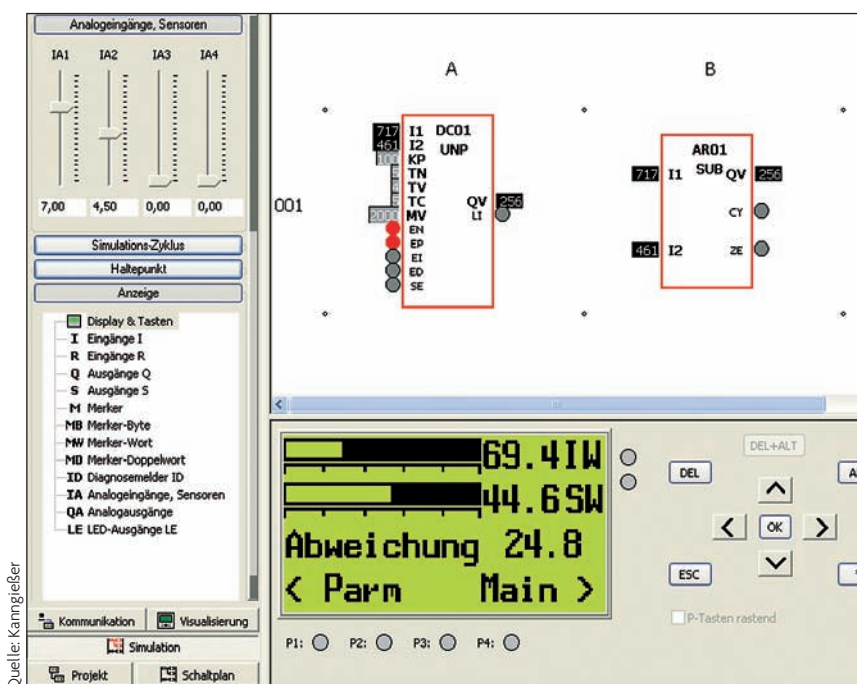 Analogeingänge, Sensoren
IA1 IA2 IA3 IA4
7,00 4,50 0,00 0,00
Simulations-Zyklus
Haltepunkt
Anzeige
Display & Tasten
I Eingänge I
R Eingänge R
Q Ausgänge Q
S Ausgänge S
M Merker
MB Merker-Byte
MW Merker-Wort
MD Merker-Doppelwort
ID Diagnosemelder ID
IA Analogeingänge, Sensoren
QA Analogausgänge
LE LED-Ausgänge LE
Kommunikation Visualisierung
Simulation
Projekt Schaltplan
A B
001
717 I1 DC01
461 I2 UNP
100 KP
TN
TV
TC QV 256
2000 MV LI
EN
EP
EI
ED
SE
AR01
717 I1 SUB QV 256
CY
461 I2 ZE
69.4IW
44.6SW
Abweichung 24.8
< Parm Main >
DEL+ALT
DEL
OK
ESC
P-Tasten rastend
P1: P2: P3: P4:
Quelle: Kanngießer